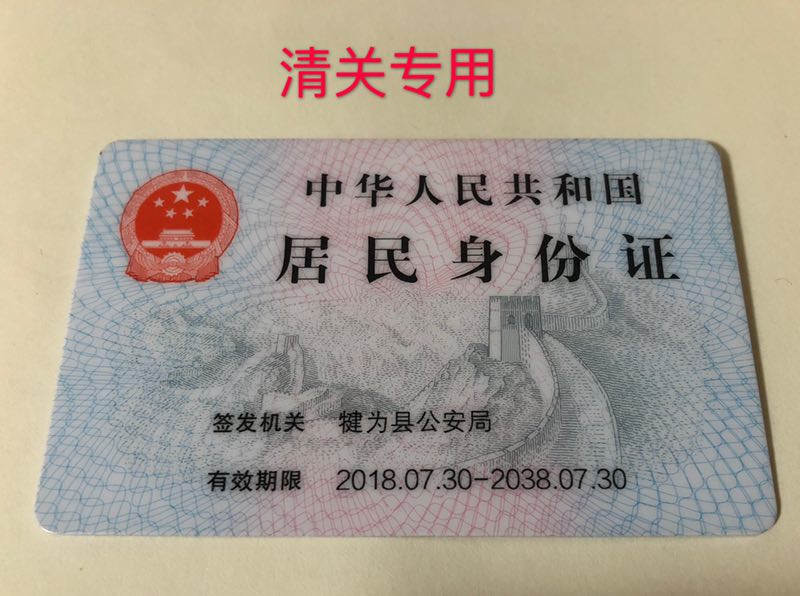 清关专用
中华人民共和国
居民身份证
签发机关 犍为县公安局
有效期限 2018.07.30-2038.07.30